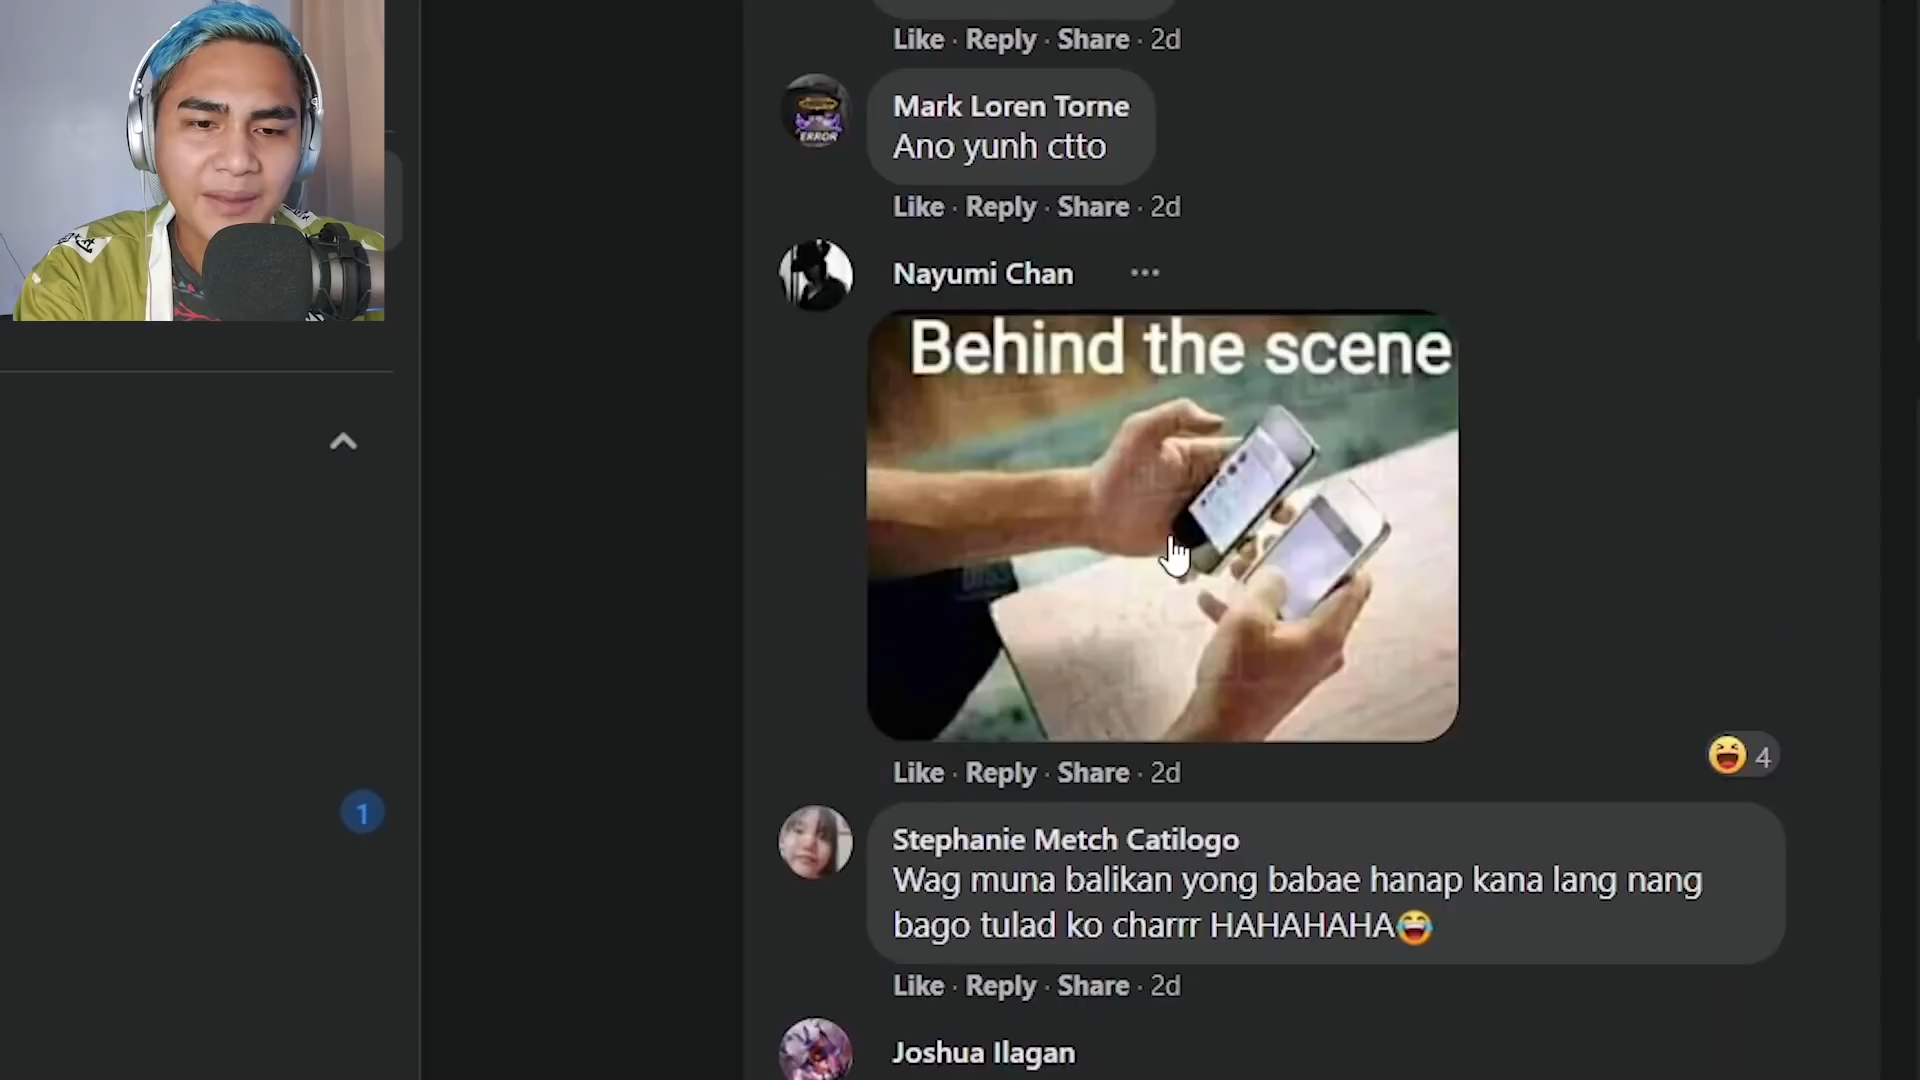 Like · Reply · Share · 2d
Mark Loren Torne
ERROR
Ano yunh ctto
Like · Reply · Share · 2d
Nayumi Chan
Behind the scene
Like · Reply · Share · 2d
4
Stephanie Metch Catilogo
Wag muna balikan yong babae hanap kana lang nang
bago tulad ko charrr HAHAHAHA😂
Like · Reply · Share · 2d
1
Joshua Ilagan